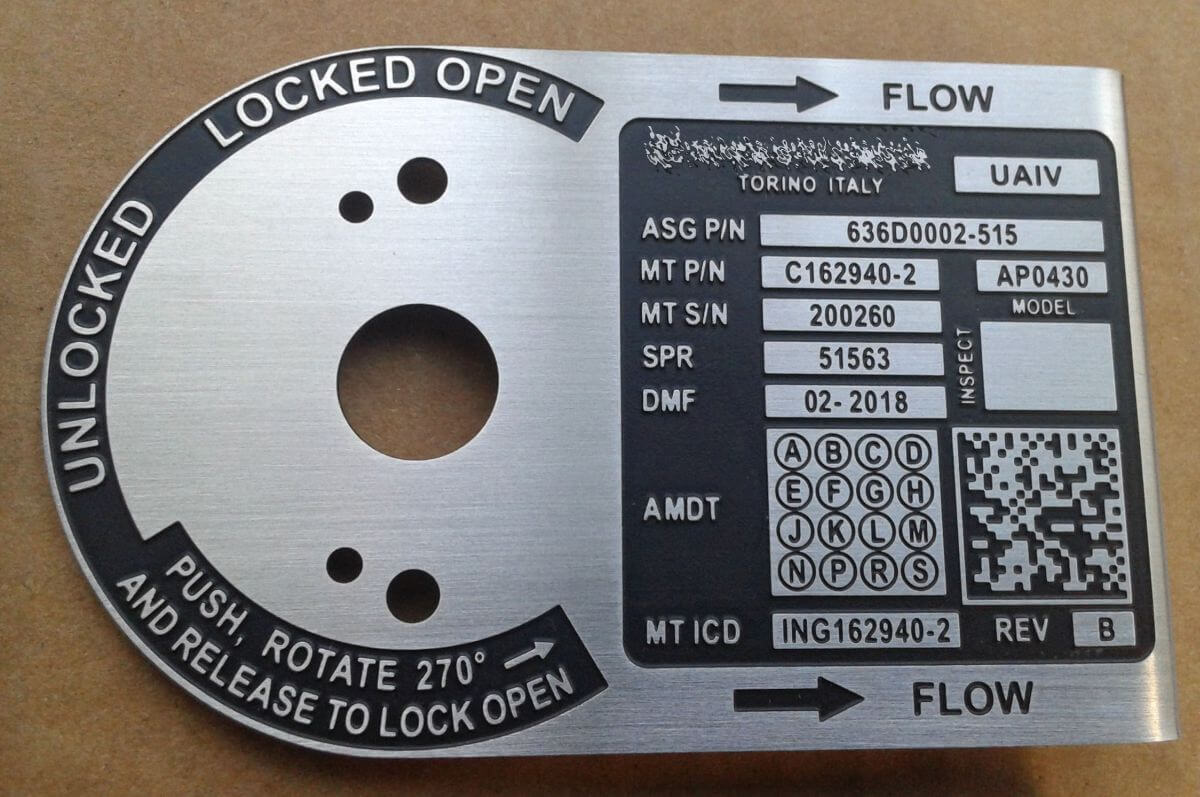 LOCKED OPEN
UNLOCKED
PUSH, ROTATE 270° →
AND RELEASE TO LOCK OPEN
→ FLOW
TORINO ITALY
UAIV
ASG P/N 636D0002-515
MT P/N C162940-2 AP0430
MODEL
MT S/N 200260
INSPECT
SPR 51563
DMF 02-2018
AMDT
A B C D
E F G H
J K L M
N P R S
MT ICD ING162940-2 REV B
→ FLOW